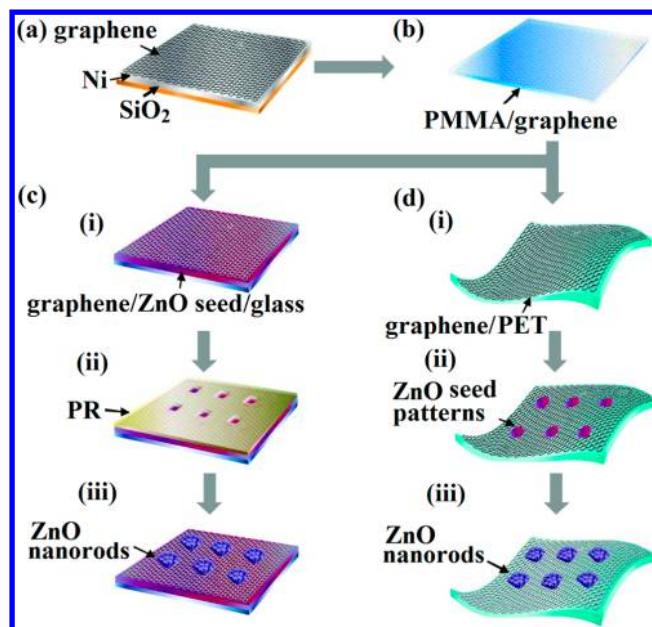 (a) graphene
Ni
SiO2
(b)
PMMA/graphene
(c)
(i)
graphene/ZnO seed/glass
(ii)
PR
(iii)
ZnO
nanorods
(d)
(i)
graphene/PET
(ii)
ZnO seed
patterns
(iii)
ZnO
nanorods